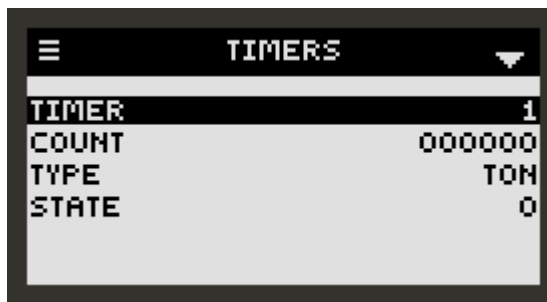 TIMERS
TIMER 1
COUNT 000000
TYPE TON
STATE 0